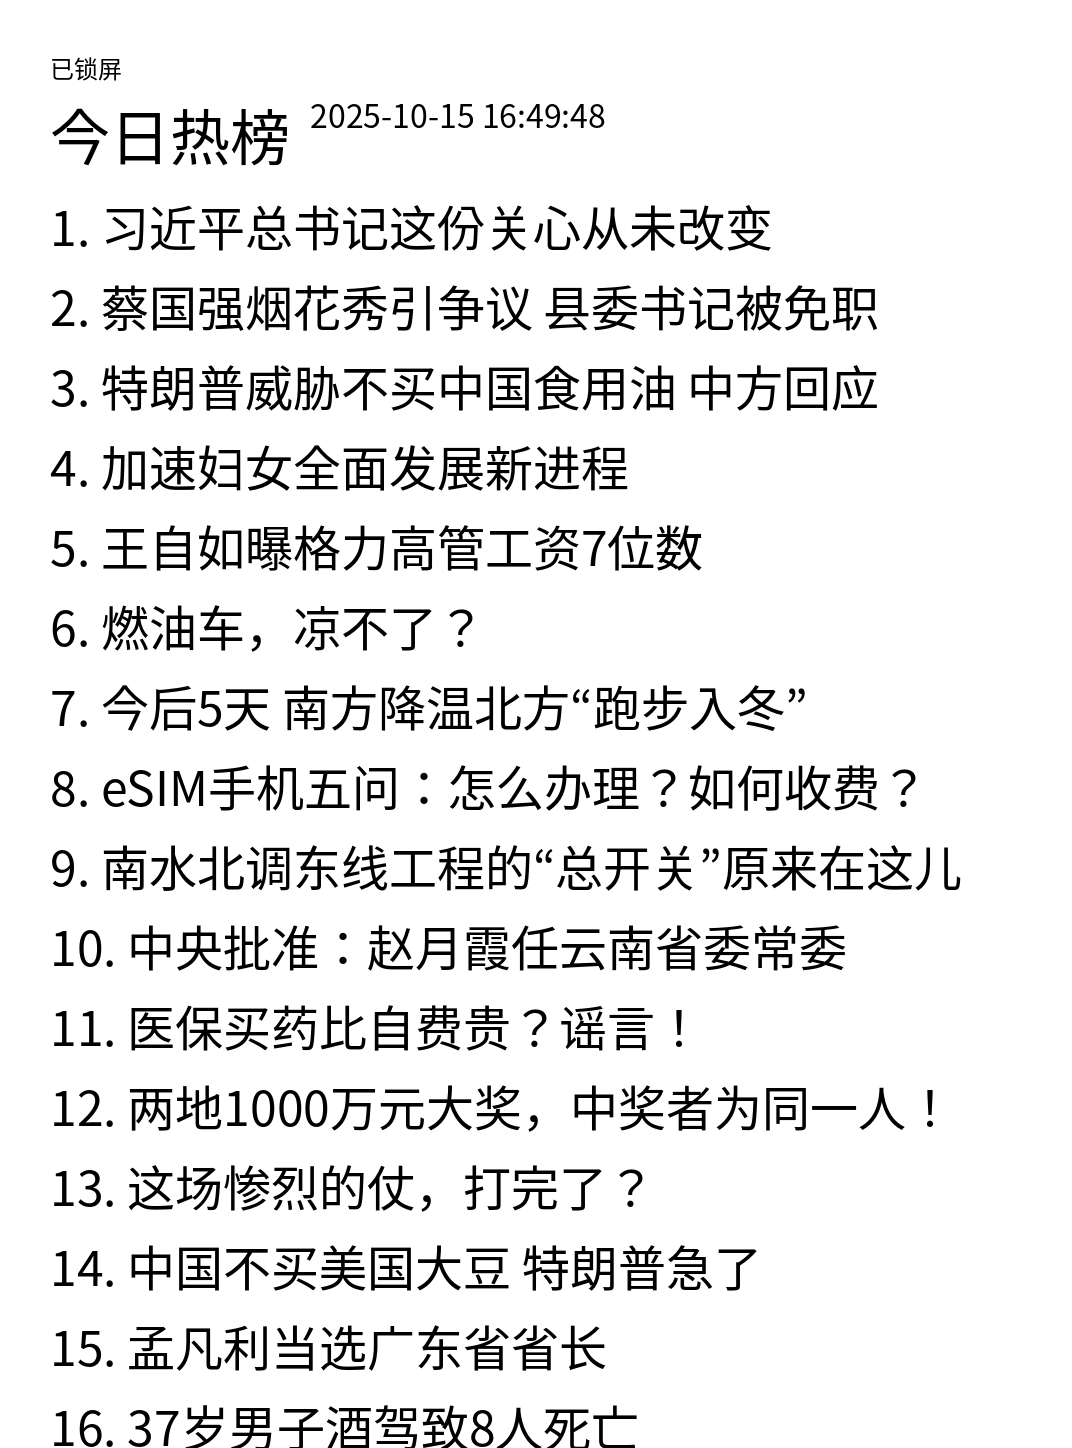 已锁屏
今日热榜 2025-10-15 16:49:48
1. 习近平总书记这份关心从未改变
2. 蔡国强烟花秀引争议 县委书记被免职
3. 特朗普威胁不买中国食用油 中方回应
4. 加速妇女全面发展新进程
5. 王自如曝格力高管工资7位数
6. 燃油车，凉不了？
7. 今后5天 南方降温北方“跑步入冬”
8. eSIM手机五问：怎么办理？如何收费？
9. 南水北调东线工程的“总开关”原来在这儿
10. 中央批准：赵月霞任云南省委常委
11. 医保买药比自费贵？谣言！
12. 两地1000万元大奖，中奖者为同一人！
13. 这场惨烈的仗，打完了？
14. 中国不买美国大豆 特朗普急了
15. 孟凡利当选广东省省长
16. 37岁男子酒驾致8人死亡